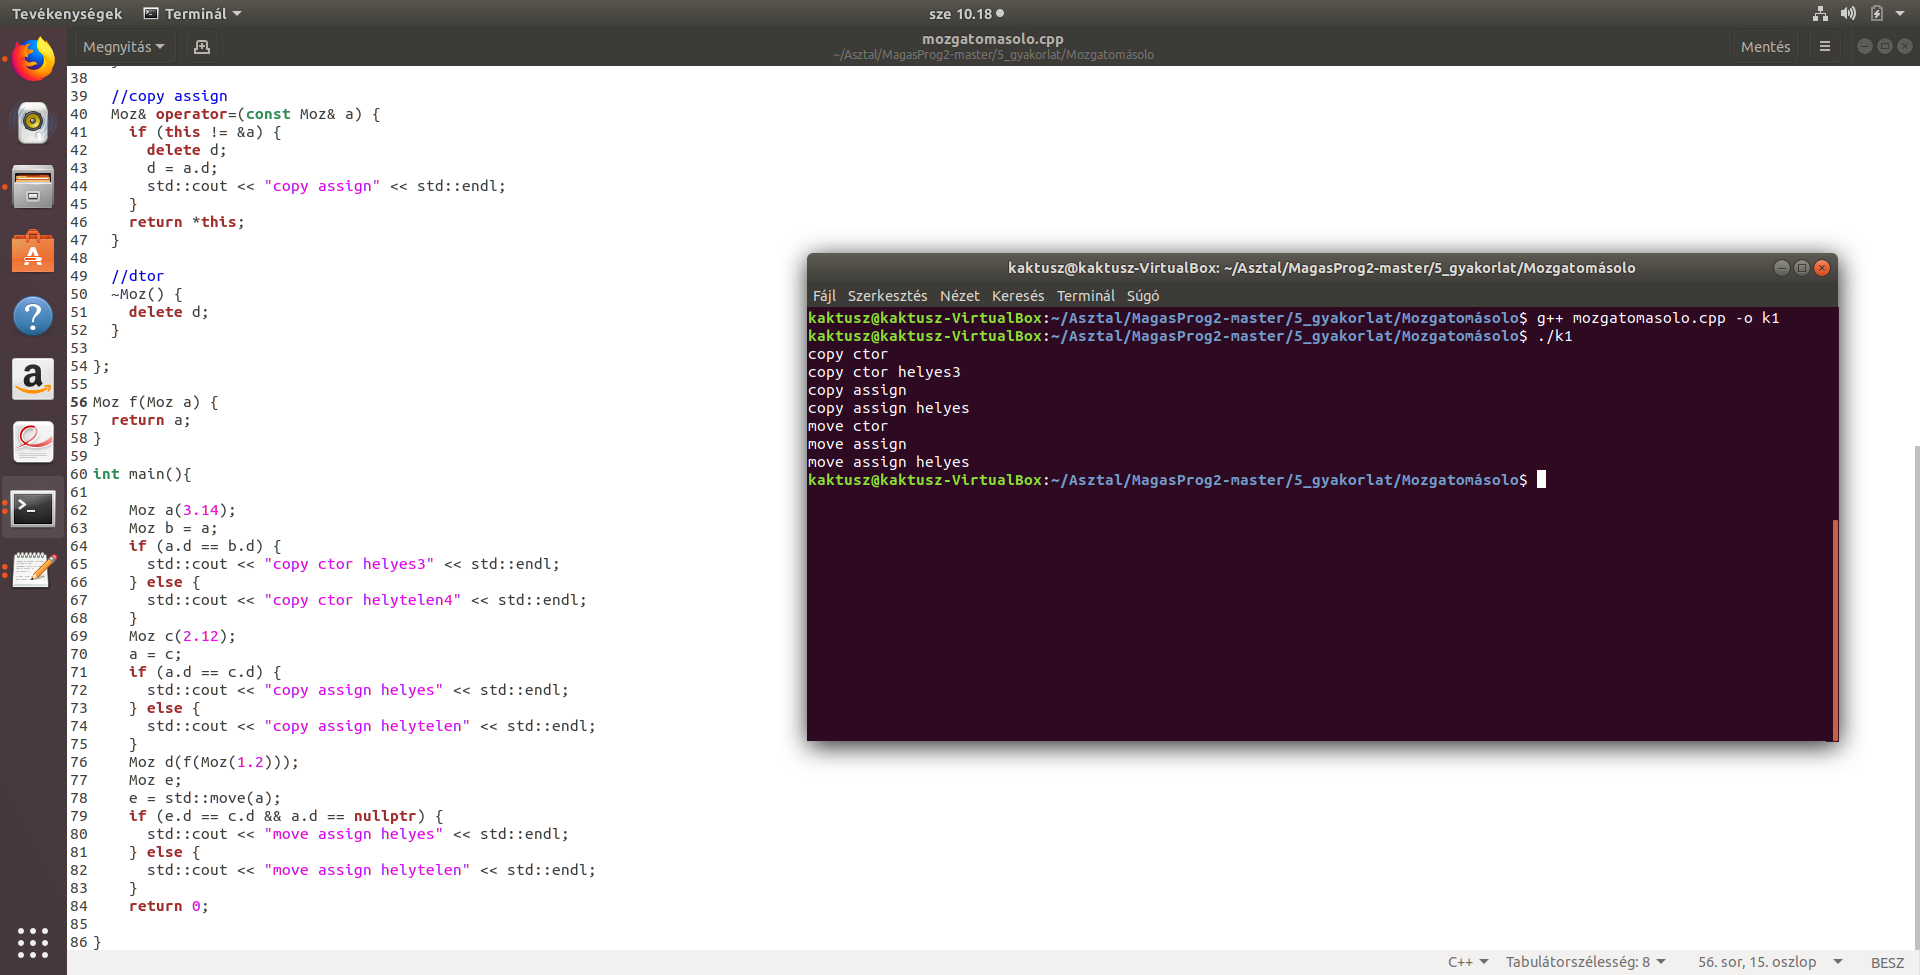 Tevékenységek Terminál sze 10.18
Megnyitás mozgatomasolo.cpp Mentés
~/Asztal/MagasProg2-master/5_gyakorlat/Mozgatomásolo
38
39 //copy assign
40 Moz& operator=(const Moz& a) {
41 if (this != &a) {
42 delete d;
43 d = a.d;
44 std::cout << "copy assign" << std::endl;
45 }
46 return *this;
47 }
48
49 //dtor
50 ~Moz() {
51 delete d;
52 }
53
54 };
55
56 Moz f(Moz a) {
57 return a;
58 }
59
60 int main(){
61
62 Moz a(3.14);
63 Moz b = a;
64 if (a.d == b.d) {
65 std::cout << "copy ctor helyes3" << std::endl;
66 } else {
67 std::cout << "copy ctor helytelen4" << std::endl;
68 }
69 Moz c(2.12);
70 a = c;
71 if (a.d == c.d) {
72 std::cout << "copy assign helyes" << std::endl;
73 } else {
74 std::cout << "copy assign helytelen" << std::endl;
75 }
76 Moz d(f(Moz(1.2)));
77 Moz e;
78 e = std::move(a);
79 if (e.d == c.d && a.d == nullptr) {
80 std::cout << "move assign helyes" << std::endl;
81 } else {
82 std::cout << "move assign helytelen" << std::endl;
83 }
84 return 0;
85
86 }
kaktusz@kaktusz-VirtualBox: ~/Asztal/MagasProg2-master/5_gyakorlat/Mozgatomásolo
Fájl Szerkesztés Nézet Keresés Terminál Súgó
kaktusz@kaktusz-VirtualBox:~/Asztal/MagasProg2-master/5_gyakorlat/Mozgatomásolo$ g++ mozgatomasolo.cpp -o k1
kaktusz@kaktusz-VirtualBox:~/Asztal/MagasProg2-master/5_gyakorlat/Mozgatomásolo$ ./k1
copy ctor
copy ctor helyes3
copy assign
copy assign helyes
move ctor
move assign
move assign helyes
kaktusz@kaktusz-VirtualBox:~/Asztal/MagasProg2-master/5_gyakorlat/Mozgatomásolo$
C++ Tabulátorszélesség: 8 56. sor, 15. oszlop BESZ